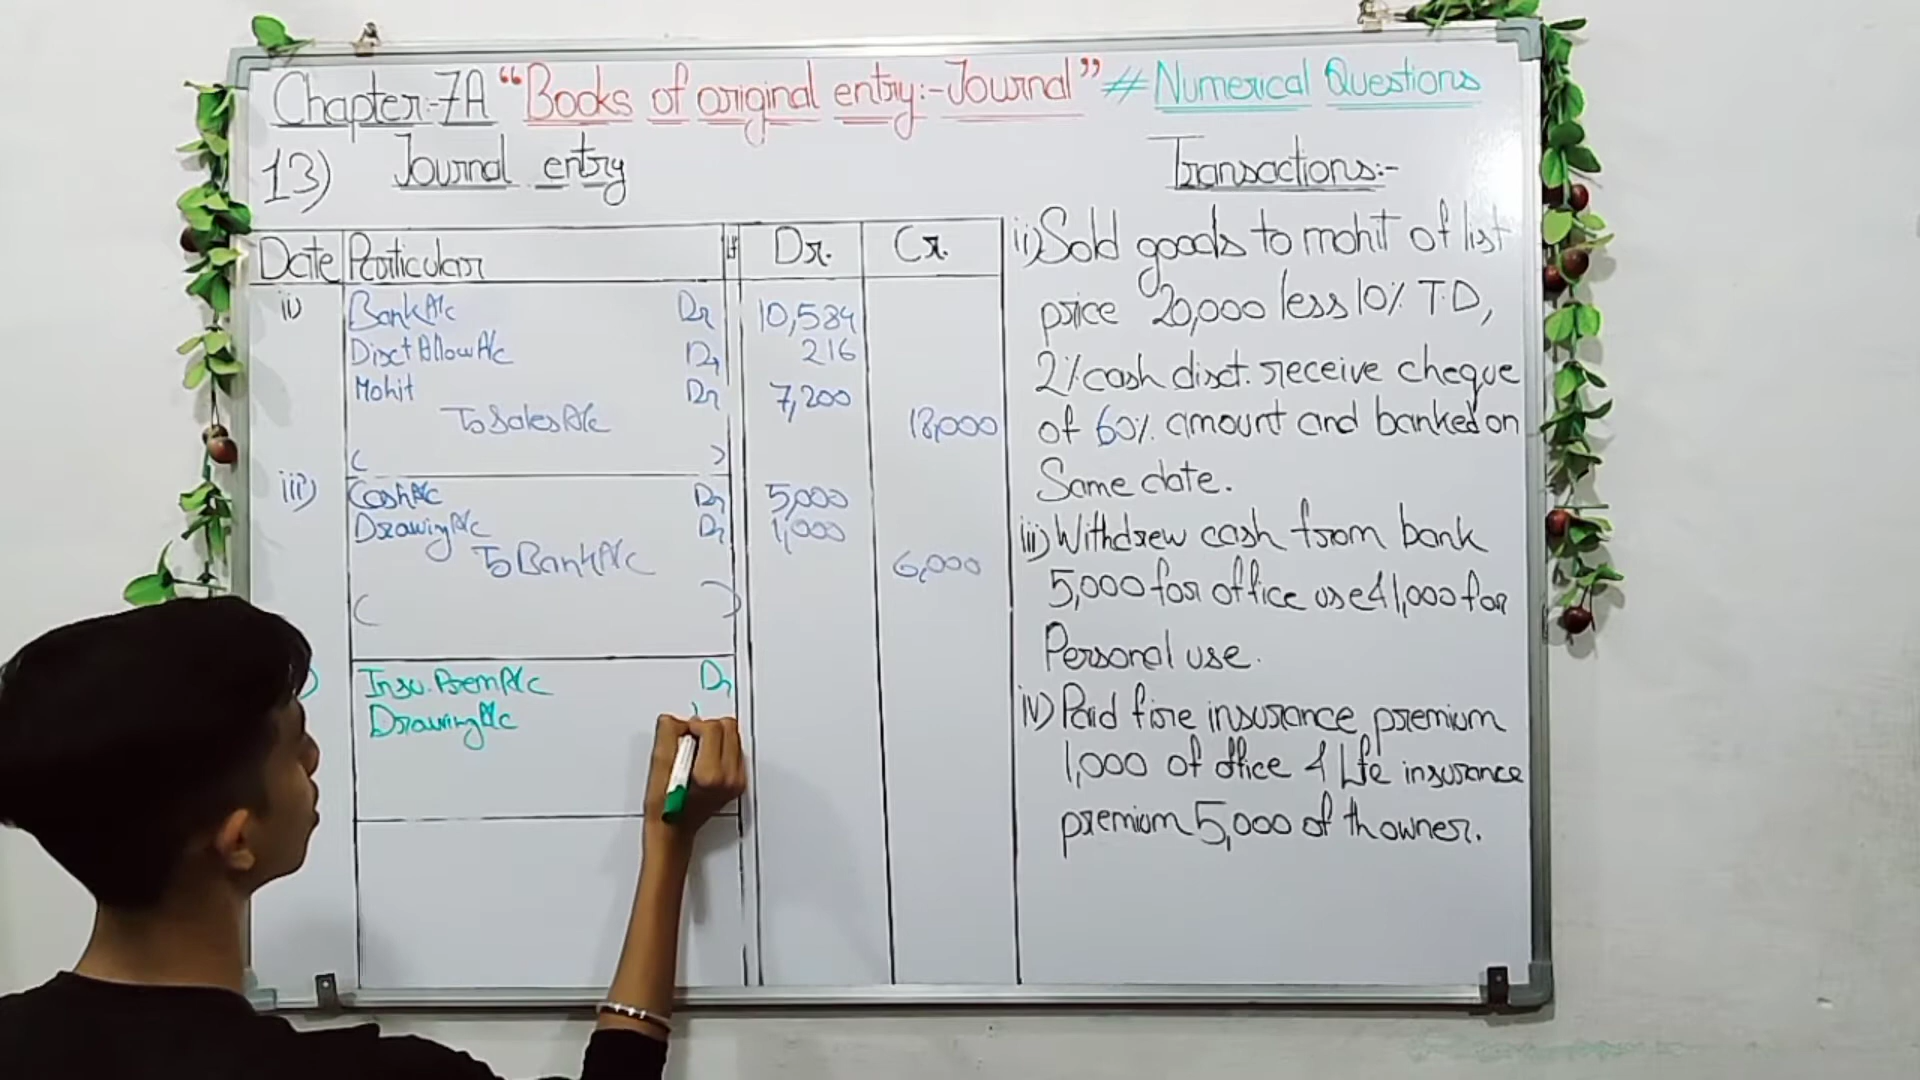 Chapter:-7A “Books of original entry:-Journal” # Numerical Questions
13) Journal entry
Date Particular LF Dr. Cr.
ii) Bank A/c Dr 10,584
Disct Allow A/c Dr 216
Mohit Dr 7,200
To Sales A/c 18,000
( )
iii) Cash A/c Dr 5,000
Drawing A/c Dr 1,000
To Bank A/c 6,000
( )
) Insu. Prem A/c Dr
Drawing A/c
Transactions:-
ii) Sold goods to mohit of list
price 20,000 less 10% T.D,
2% cash disct. receive cheque
of 60% amount and banked on
Same date.
iii) Withdrew cash from bank
5,000 for office use & 1,000 for
Personal use.
iv) Paid fire insurance premium
1,000 of office & Life insurance
premium 5,000 of th owner.